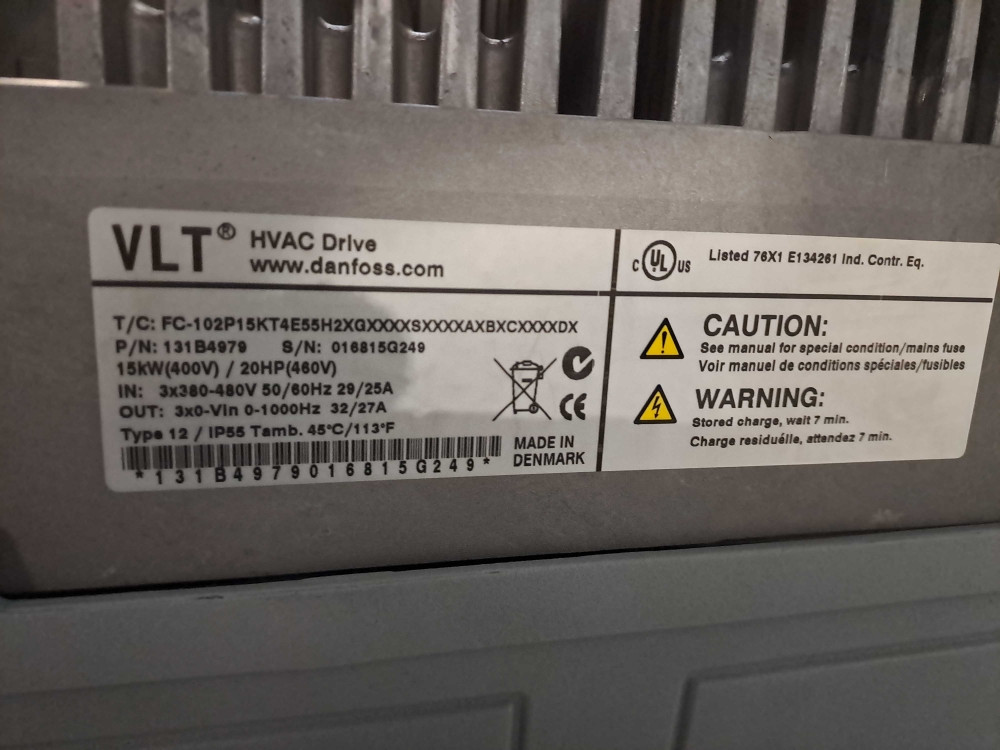 VLT® HVAC Drive
www.danfoss.com
T/C: FC-102P15KT4E55H2XGXXXXSXXXXAXBXCXXXXDX
P/N: 131B4979 S/N: 016815G249
15kW(400V) / 20HP(460V)
IN: 3x380-480V 50/60Hz 29/25A
OUT: 3x0-Vin 0-1000Hz 32/27A
Type 12 / IP55 Tamb. 45°C/113°F
*131B4979016815G249*
CE
MADE IN
DENMARK
C UL US
Listed 76X1 E134261 Ind. Contr. Eq.
CAUTION:
See manual for special condition/mains fuse
Voir manuel de conditions spéciales/fusibles
WARNING:
Stored charge, wait 7 min.
Charge residuélle, attendez 7 min.